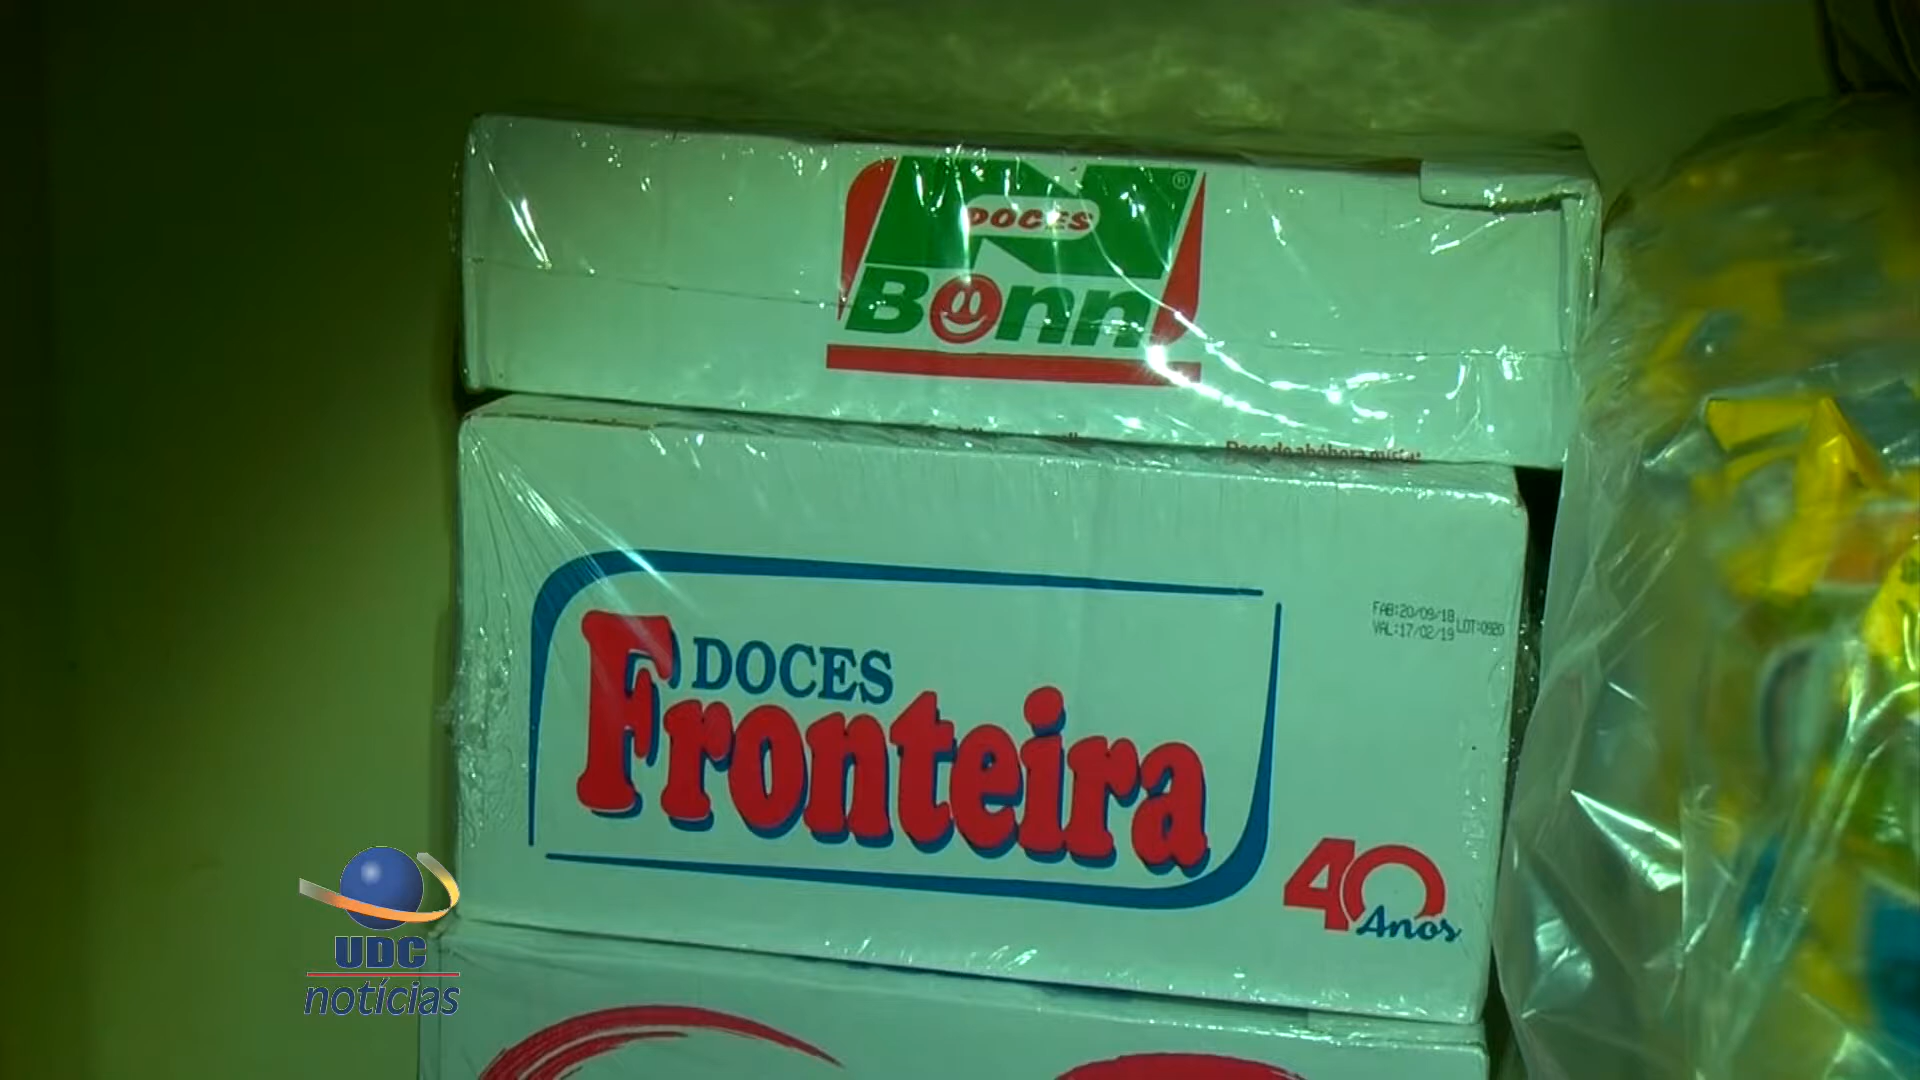 N®
DOCES
Bonn
Doce de abóbora mista:
DOCES
Fronteira
FAB:20/09/18
VAL:17/02/19 LOT:0920
40
Anos
UDC
notícias